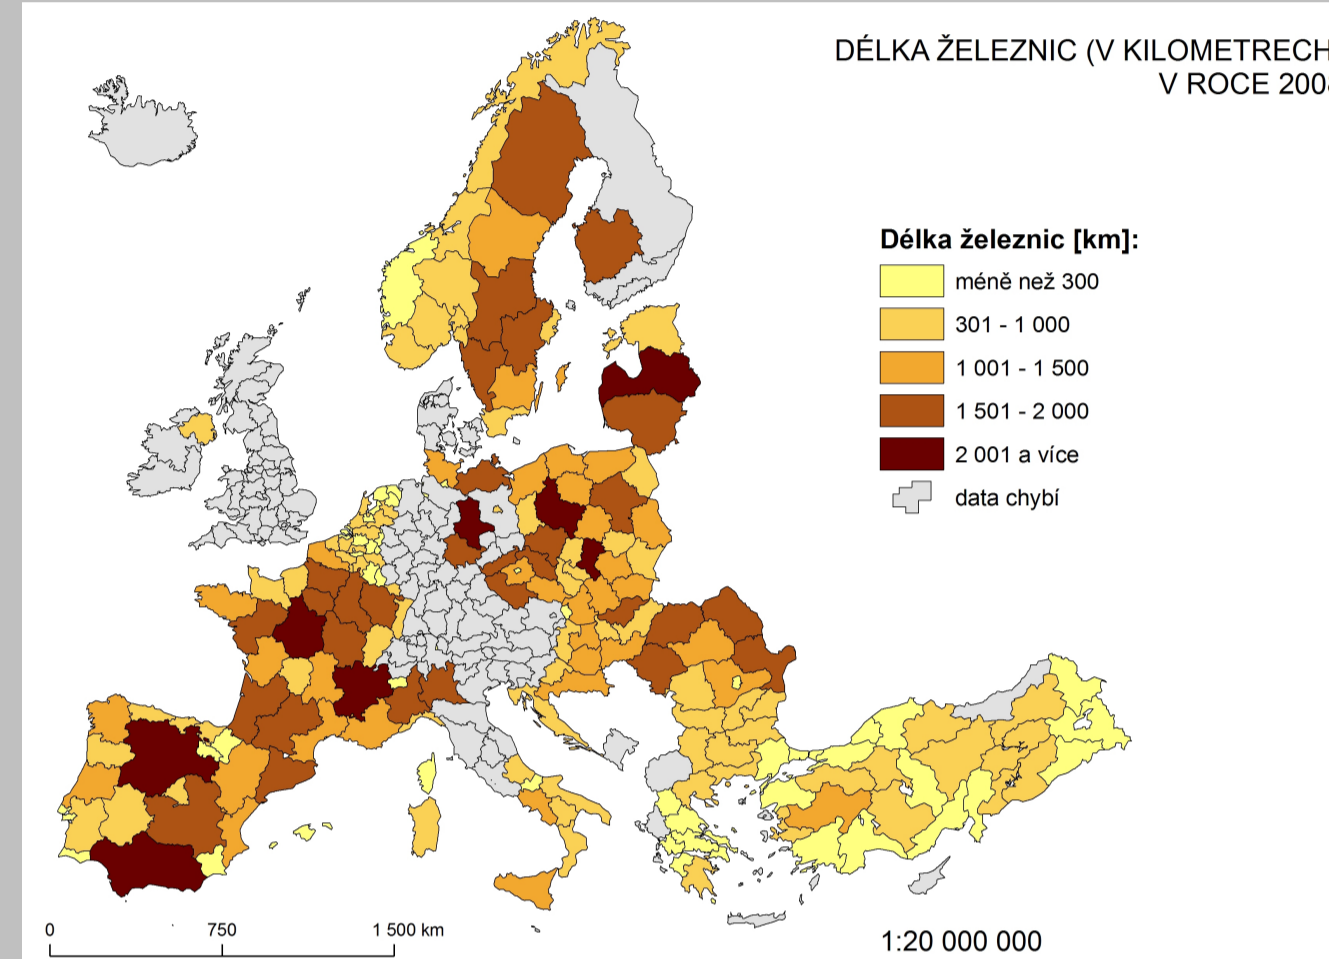 DÉLKA ŽELEZNIC (V KILOMETRECH
V ROCE 200
Délka železnic [km]:
méně než 300
301 - 1 000
1 001 - 1 500
1 501 - 2 000
2 001 a více
data chybí
0 750 1 500 km
1:20 000 000